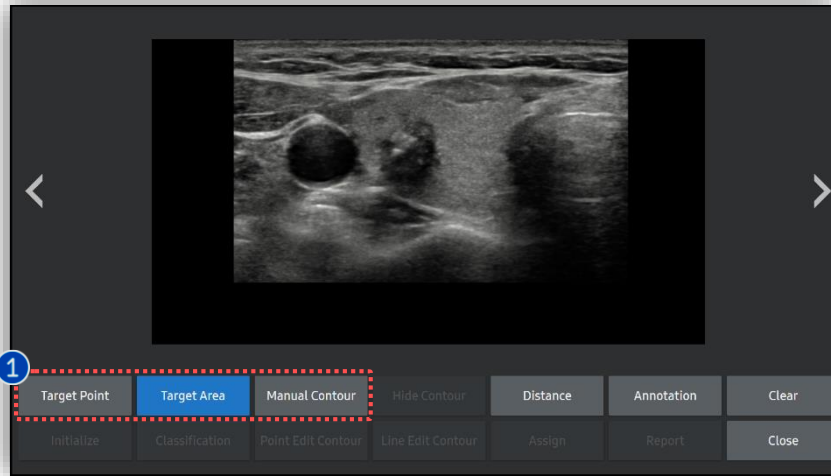 1
Target Point Target Area Manual Contour Hide Contour Distance Annotation Clear
Initialize Classification Point Edit Contour Line Edit Contour Assign Report Close